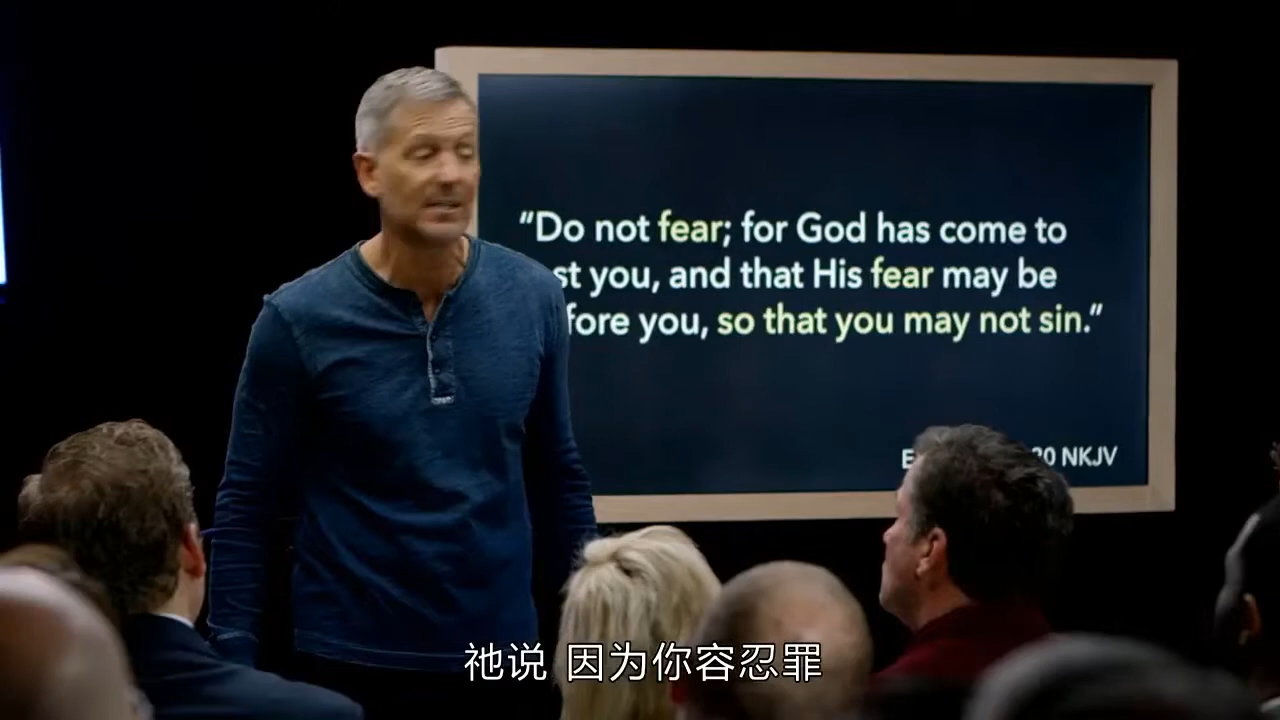 “Do not fear; for God has come to
st you, and that His fear may be
fore you, so that you may not sin.”
20 NKJV
祂说 因为你容忍罪